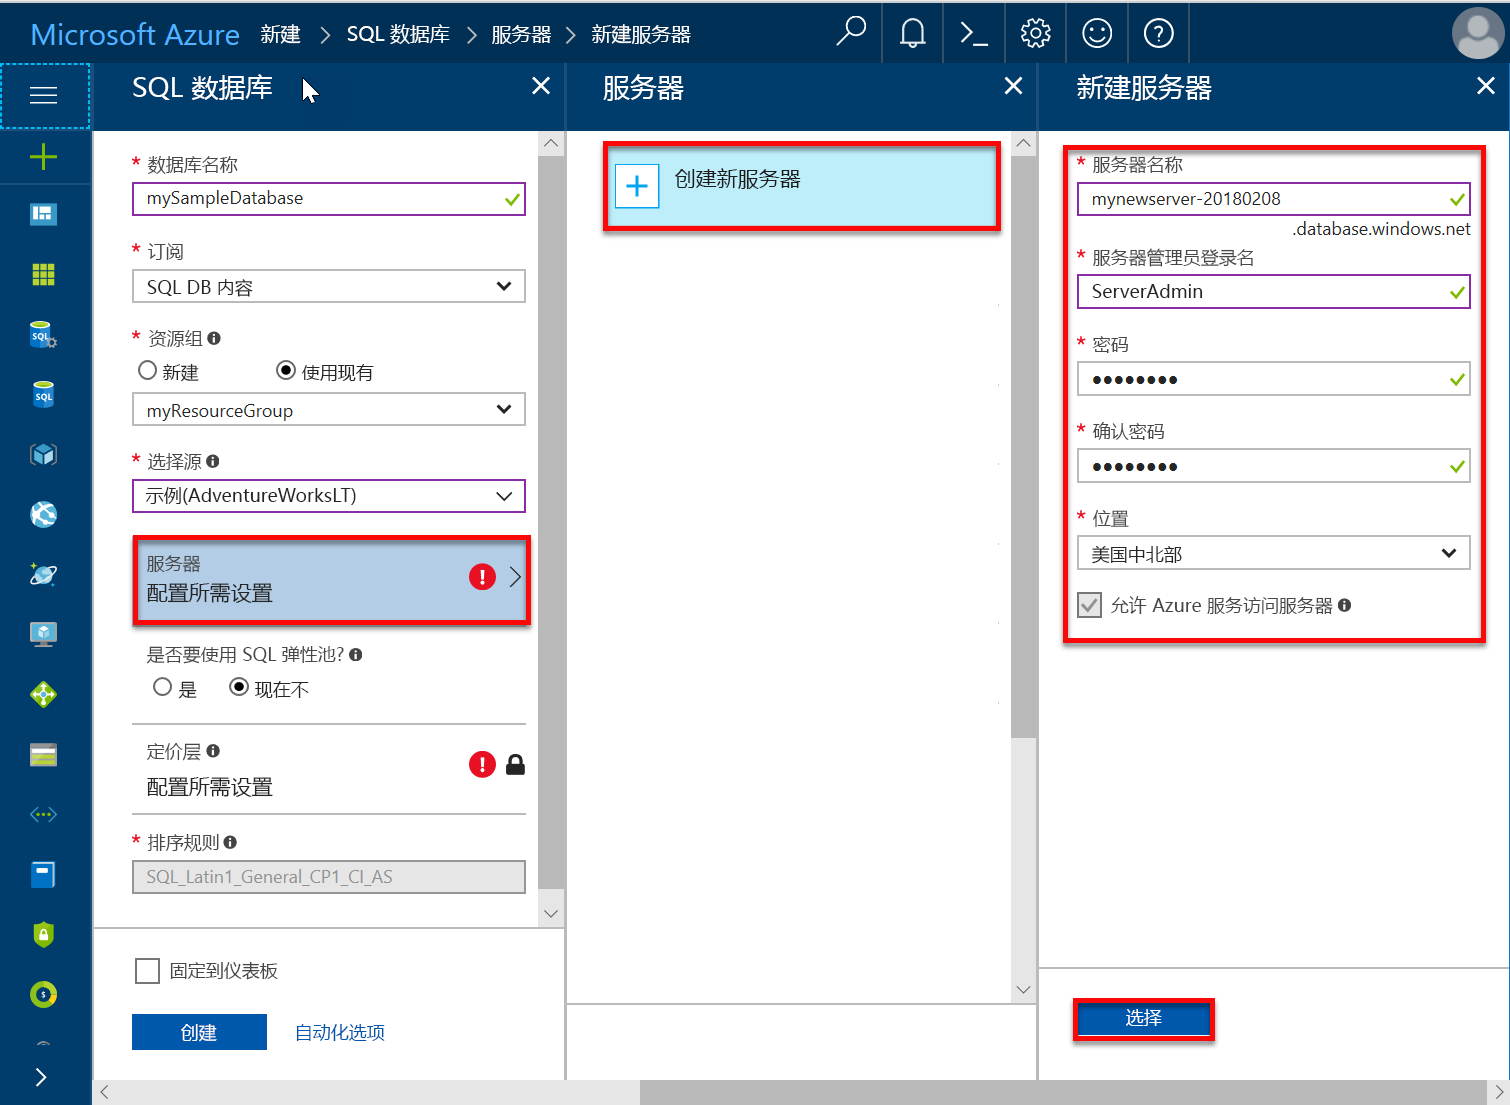 Microsoft Azure 新建 > SQL 数据库 > 服务器 > 新建服务器
SQL 数据库
* 数据库名称
mySampleDatabase
* 订阅
SQL DB 内容
* 资源组
新建
使用现有
myResourceGroup
* 选择源
示例(AdventureWorksLT)
服务器
配置所需设置
是否要使用 SQL 弹性池?
是
现在不
定价层
配置所需设置
* 排序规则
SQL_Latin1_General_CP1_CI_AS
固定到仪表板
创建
自动化选项
服务器
创建新服务器
新建服务器
* 服务器名称
mynewserver-20180208
.database.windows.net
* 服务器管理员登录名
ServerAdmin
* 密码
••••••••
* 确认密码
••••••••
* 位置
美国中北部
允许 Azure 服务访问服务器
选择
SQL
SQL